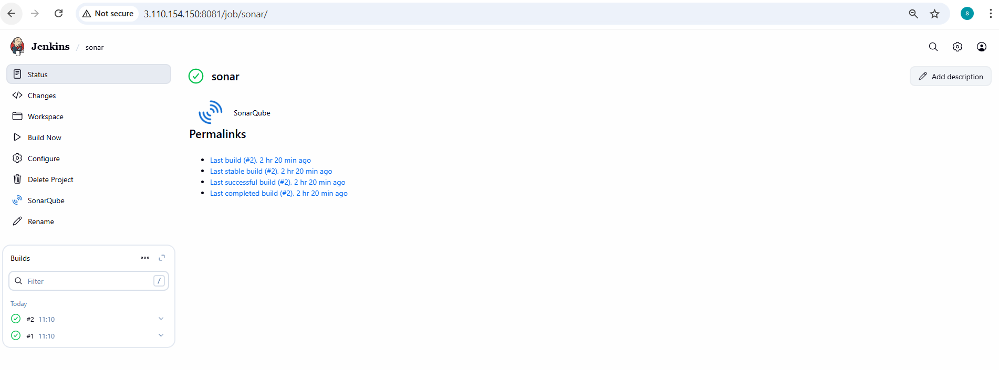 Not secure 3.110.154.150:8081/job/sonar/
S
Jenkins / sonar
Status
Changes
Workspace
Build Now
Configure
Delete Project
SonarQube
Rename
Builds
Filter /
Today
#2 11:10
#1 11:10
sonar
Add description
SonarQube
Permalinks
Last build (#2), 2 hr 20 min ago
Last stable build (#2), 2 hr 20 min ago
Last successful build (#2), 2 hr 20 min ago
Last completed build (#2), 2 hr 20 min ago